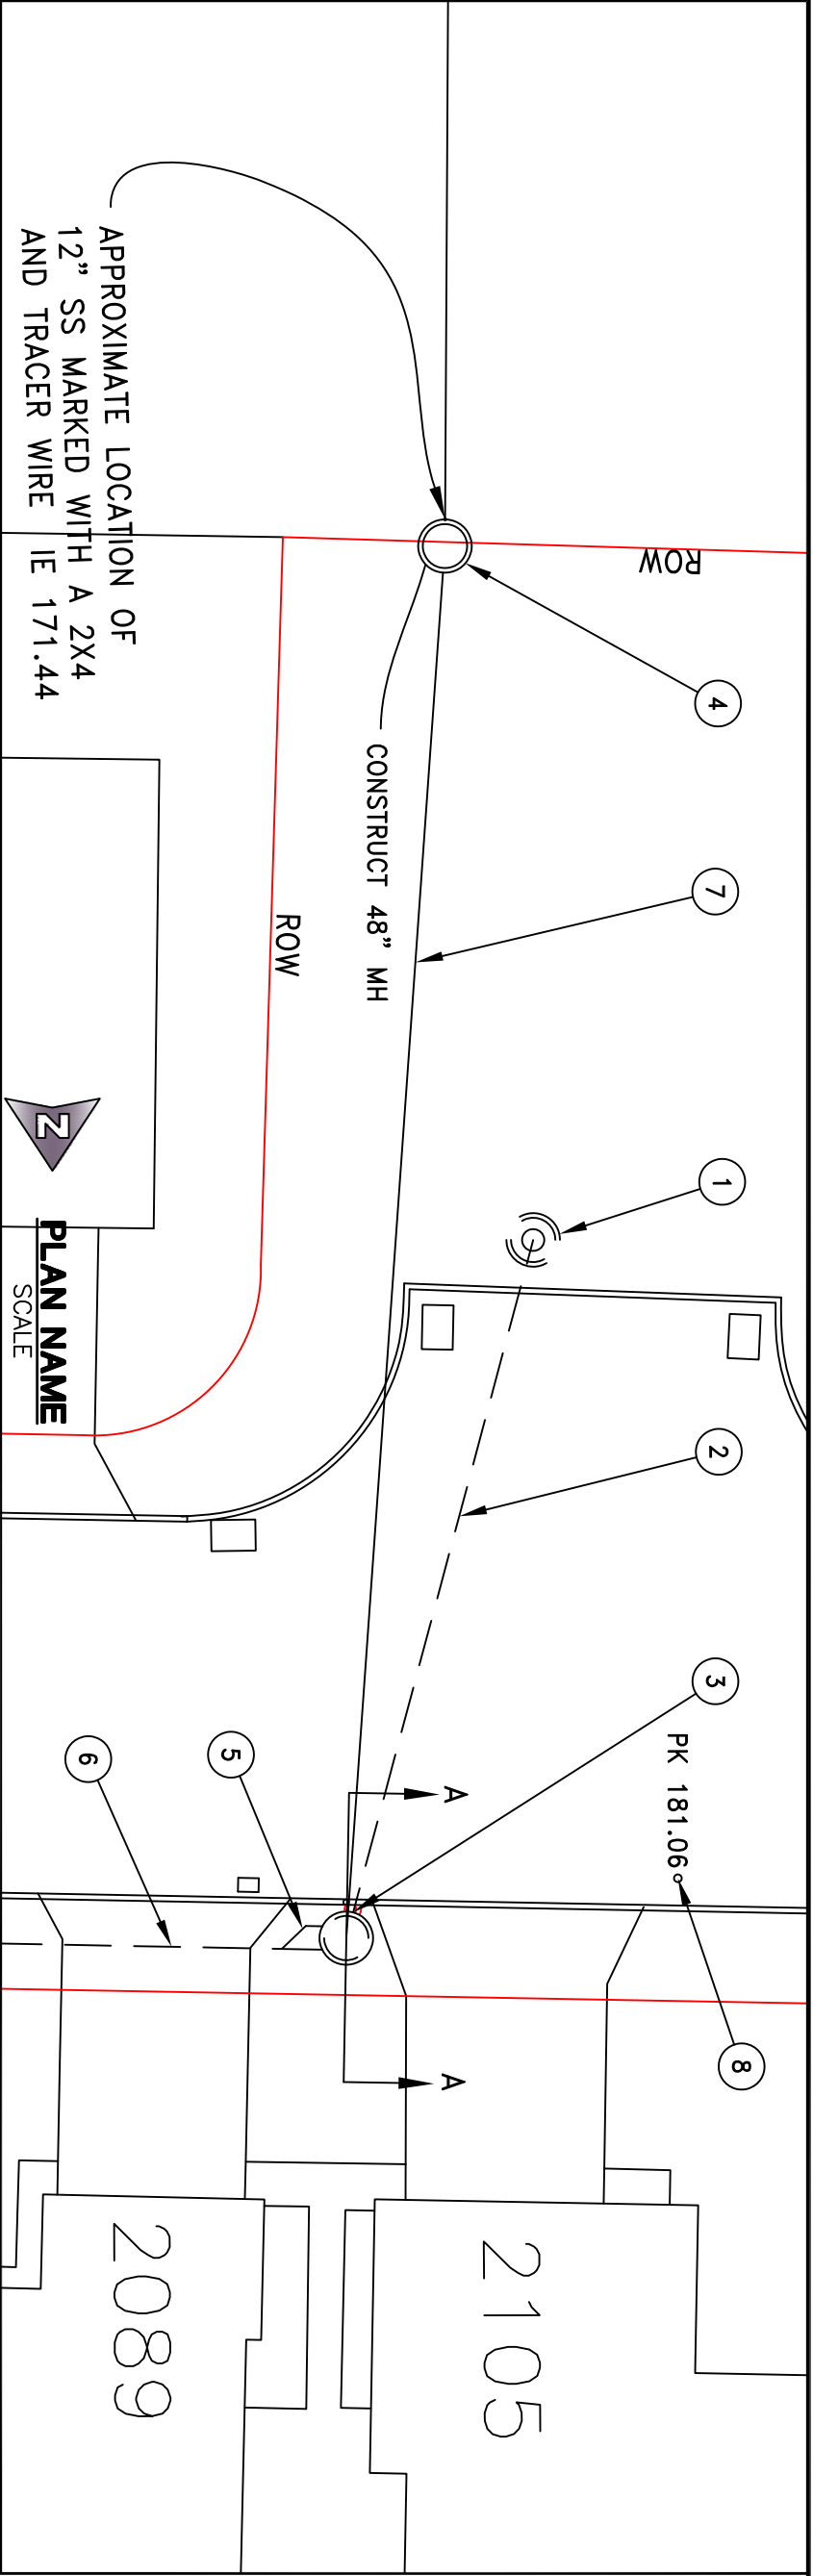 APPROXIMATE LOCATION OF
12” SS MARKED WITH A 2X4
AND TRACER WIRE IE 171.44
ROW
4
CONSTRUCT 48” MH
7
ROW
1
N
PLAN NAME
SCALE
2
3
PK 181.06
5
6
A
A
8
2105
2089